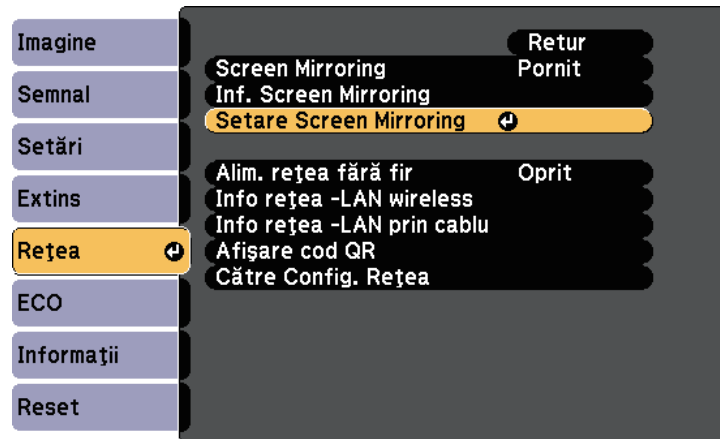 Imagine
Semnal
Setări
Extins
Reţea
ECO
Informaţii
Reset
Retur
Screen Mirroring Pornit
Inf. Screen Mirroring
Setare Screen Mirroring
Alim. reţea fără fir Oprit
Info reţea -LAN wireless
Info reţea -LAN prin cablu
Afişare cod QR
Către Config. Reţea